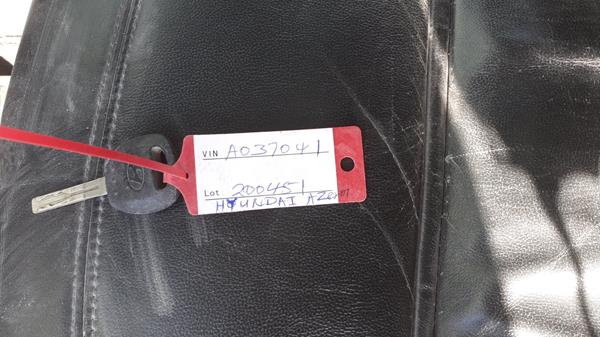 VIN A037041
Lot 200451
HYUNDAI AZera